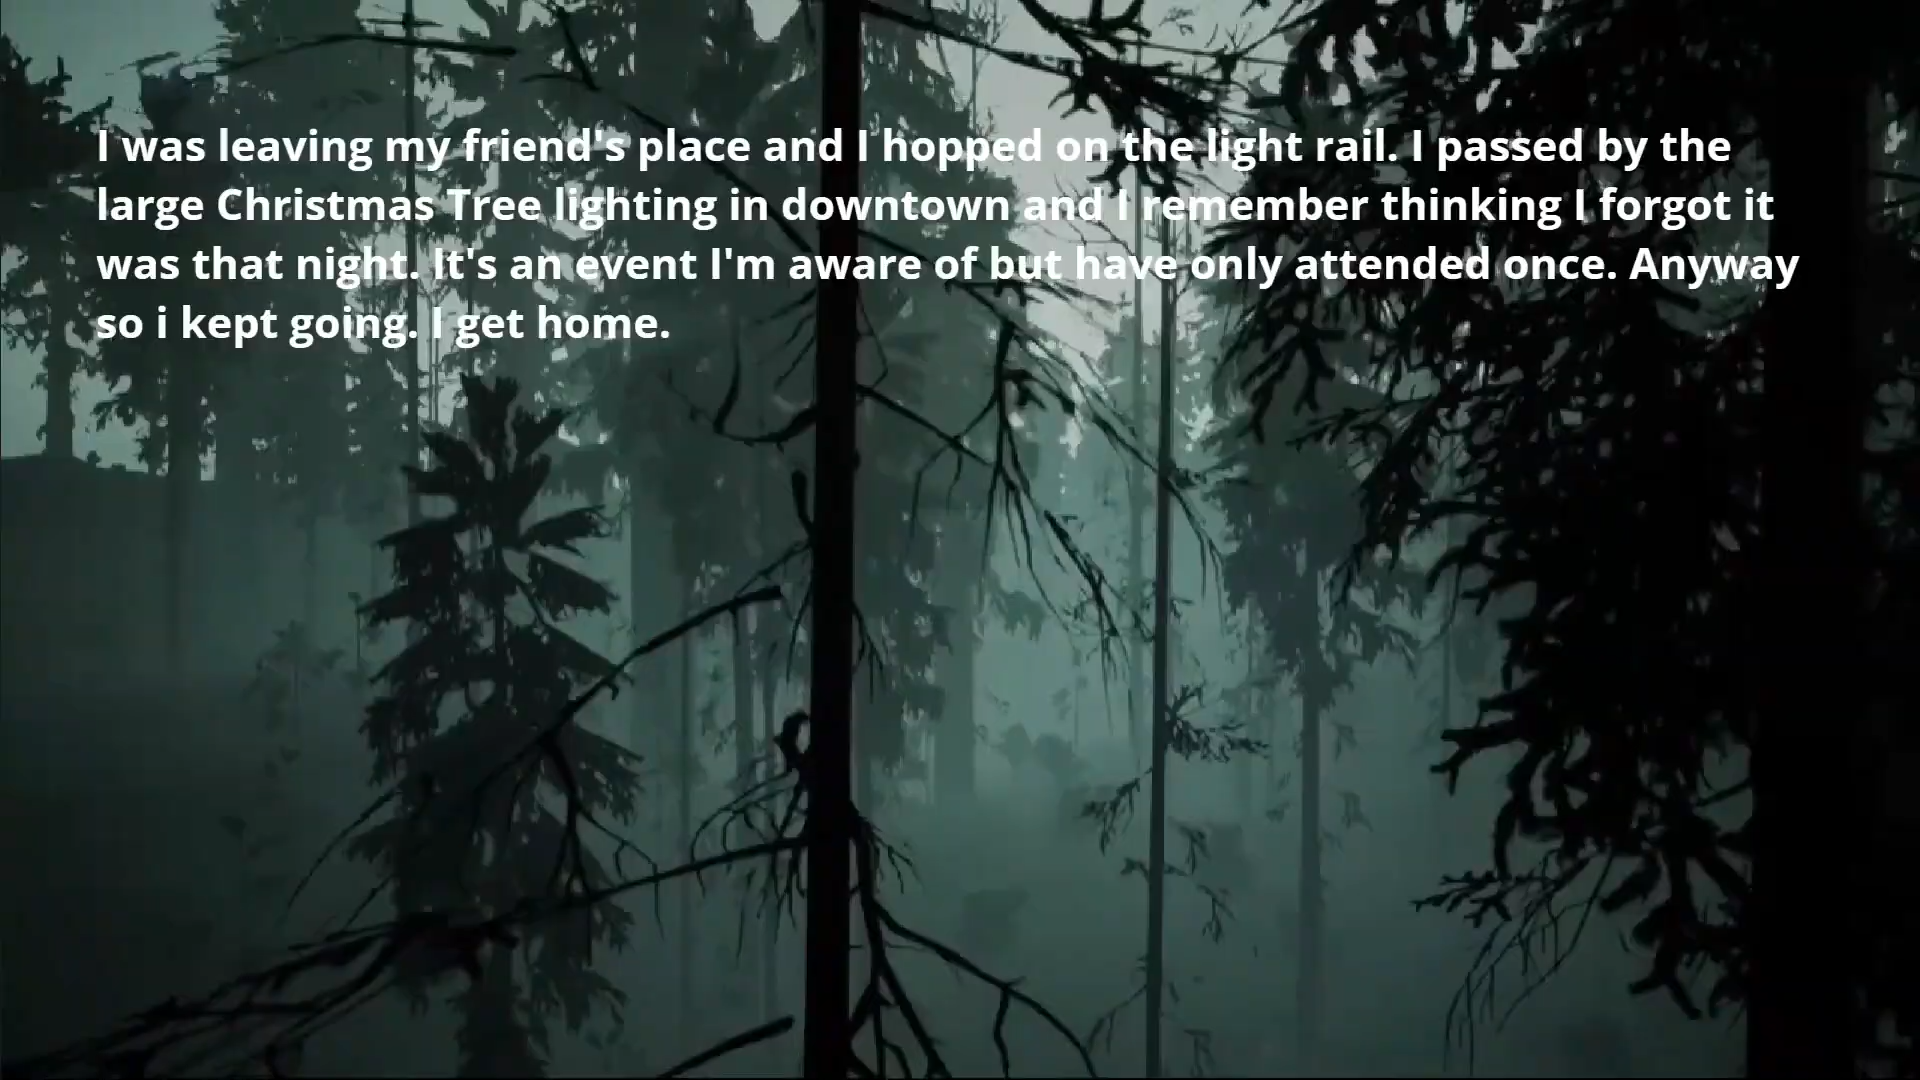 I was leaving my friend's place and I hopped on the light rail. I passed by the
large Christmas Tree lighting in downtown and I remember thinking I forgot it
was that night. It's an event I'm aware of but have only attended once. Anyway
so i kept going. I get home.